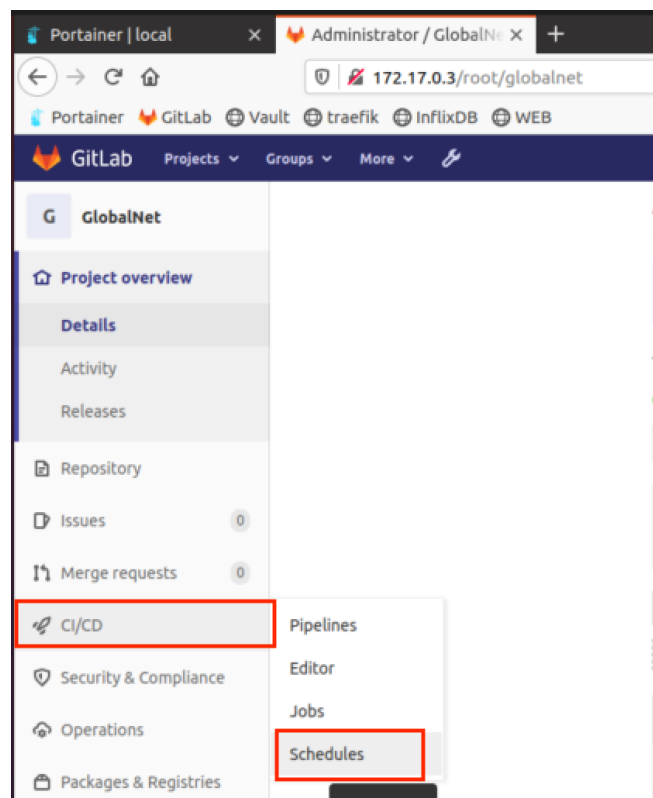 Portainer | local
Administrator / GlobalNe
172.17.0.3/root/globalnet
Portainer GitLab Vault traefik InflixDB WEB
GitLab Projects Groups More
G GlobalNet
Project overview
Details
Activity
Releases
Repository
Issues 0
Merge requests 0
CI/CD
Pipelines
Editor
Security & Compliance
Jobs
Operations
Schedules
Packages & Registries